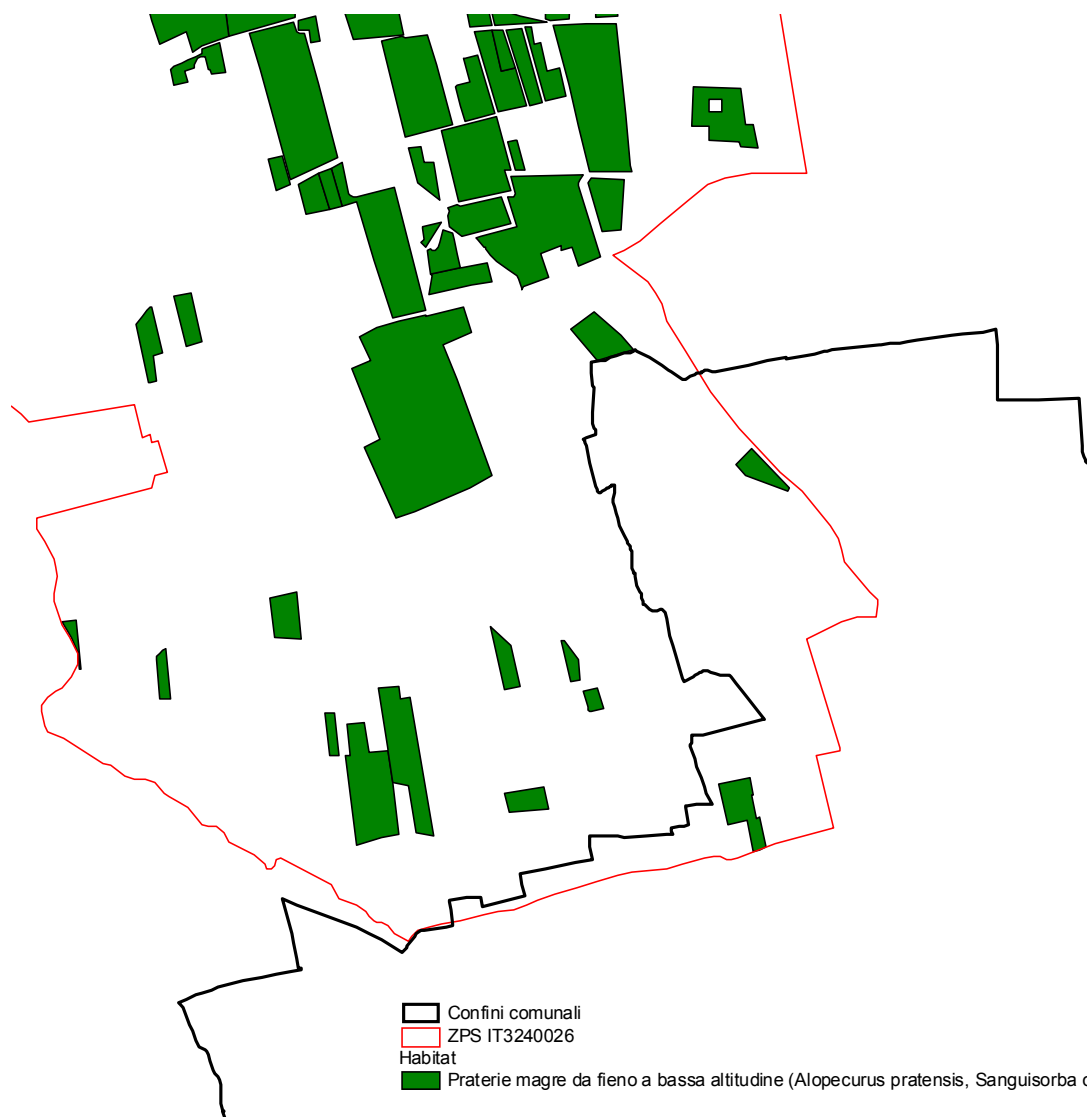 Confini comunali
ZPS IT3240026
Habitat
Praterie magre da fieno a bassa altitudine (Alopecurus pratensis, Sanguisorba